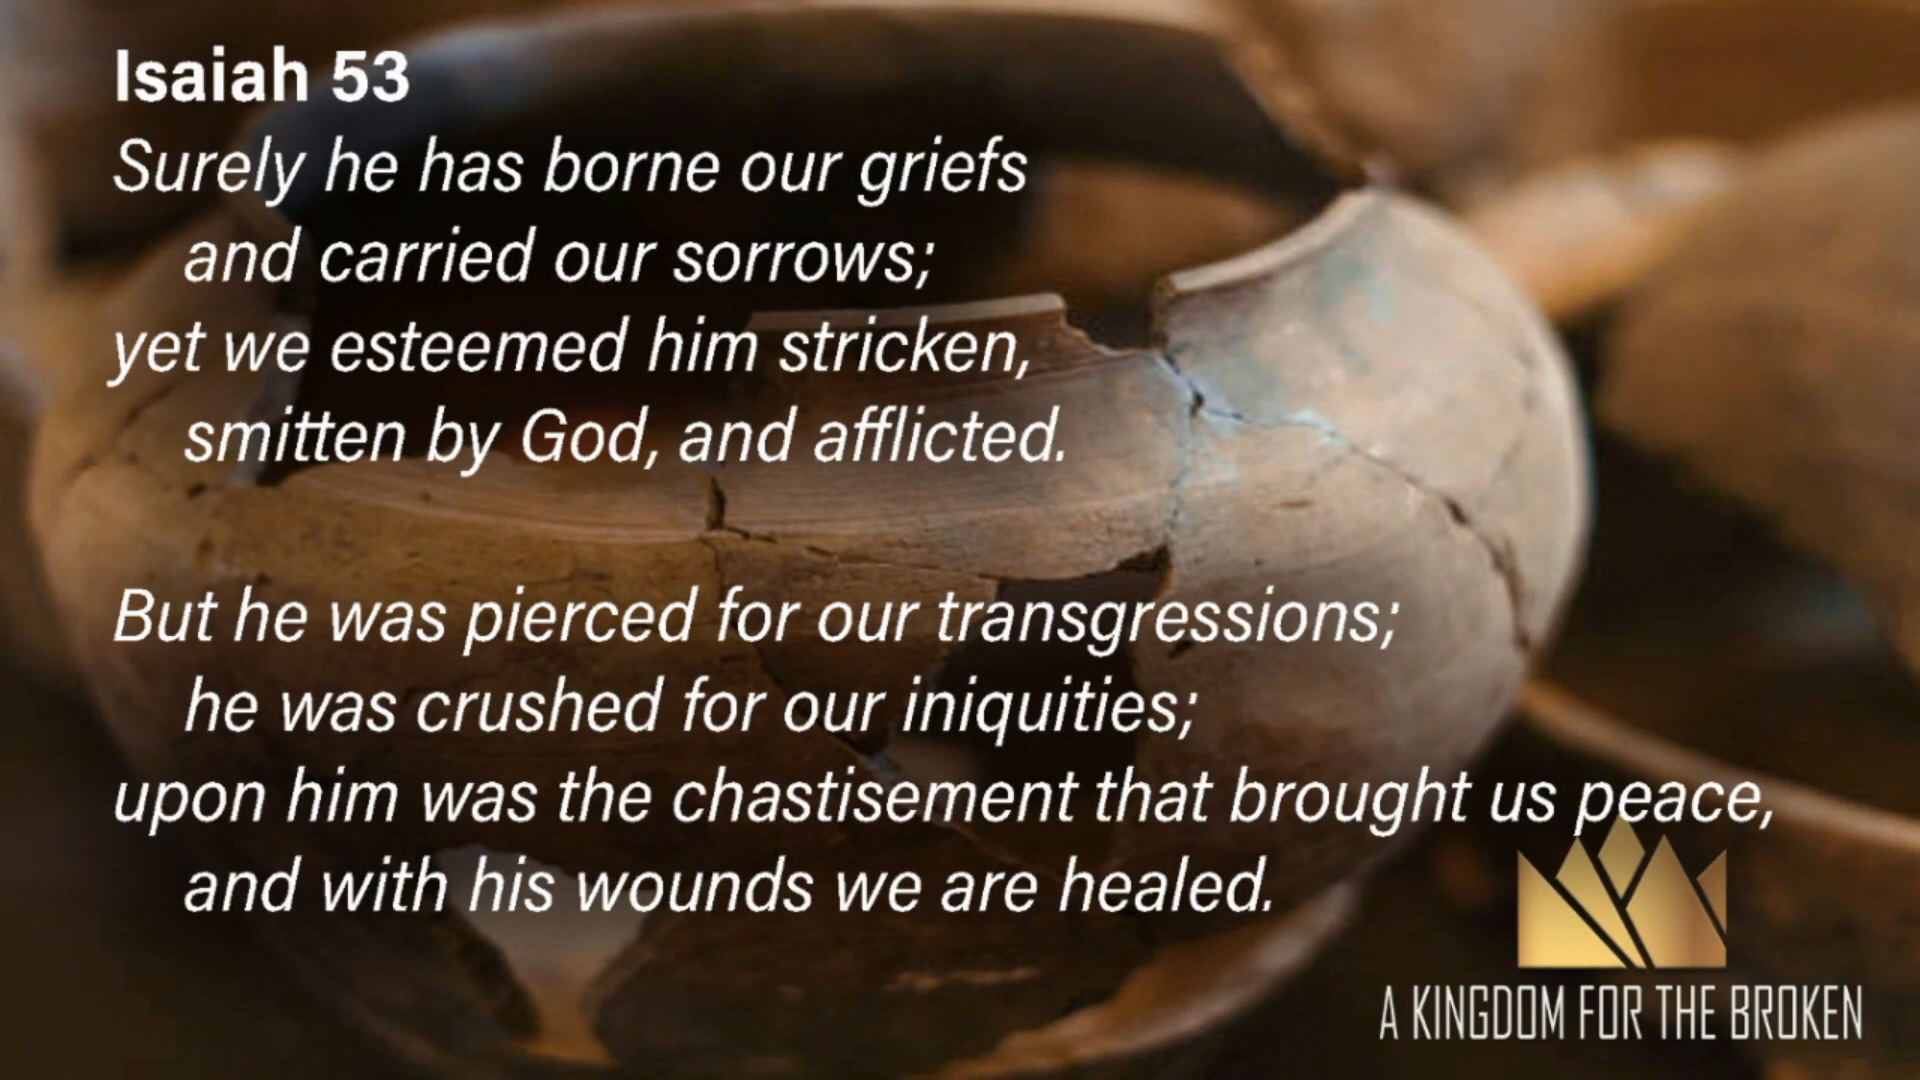 Isaiah 53
Surely he has borne our griefs
and carried our sorrows;
yet we esteemed him stricken,
smitten by God, and afflicted.
But he was pierced for our transgressions;
he was crushed for our iniquities;
upon him was the chastisement that brought us peace,
and with his wounds we are healed.
A KINGDOM FOR THE BROKEN